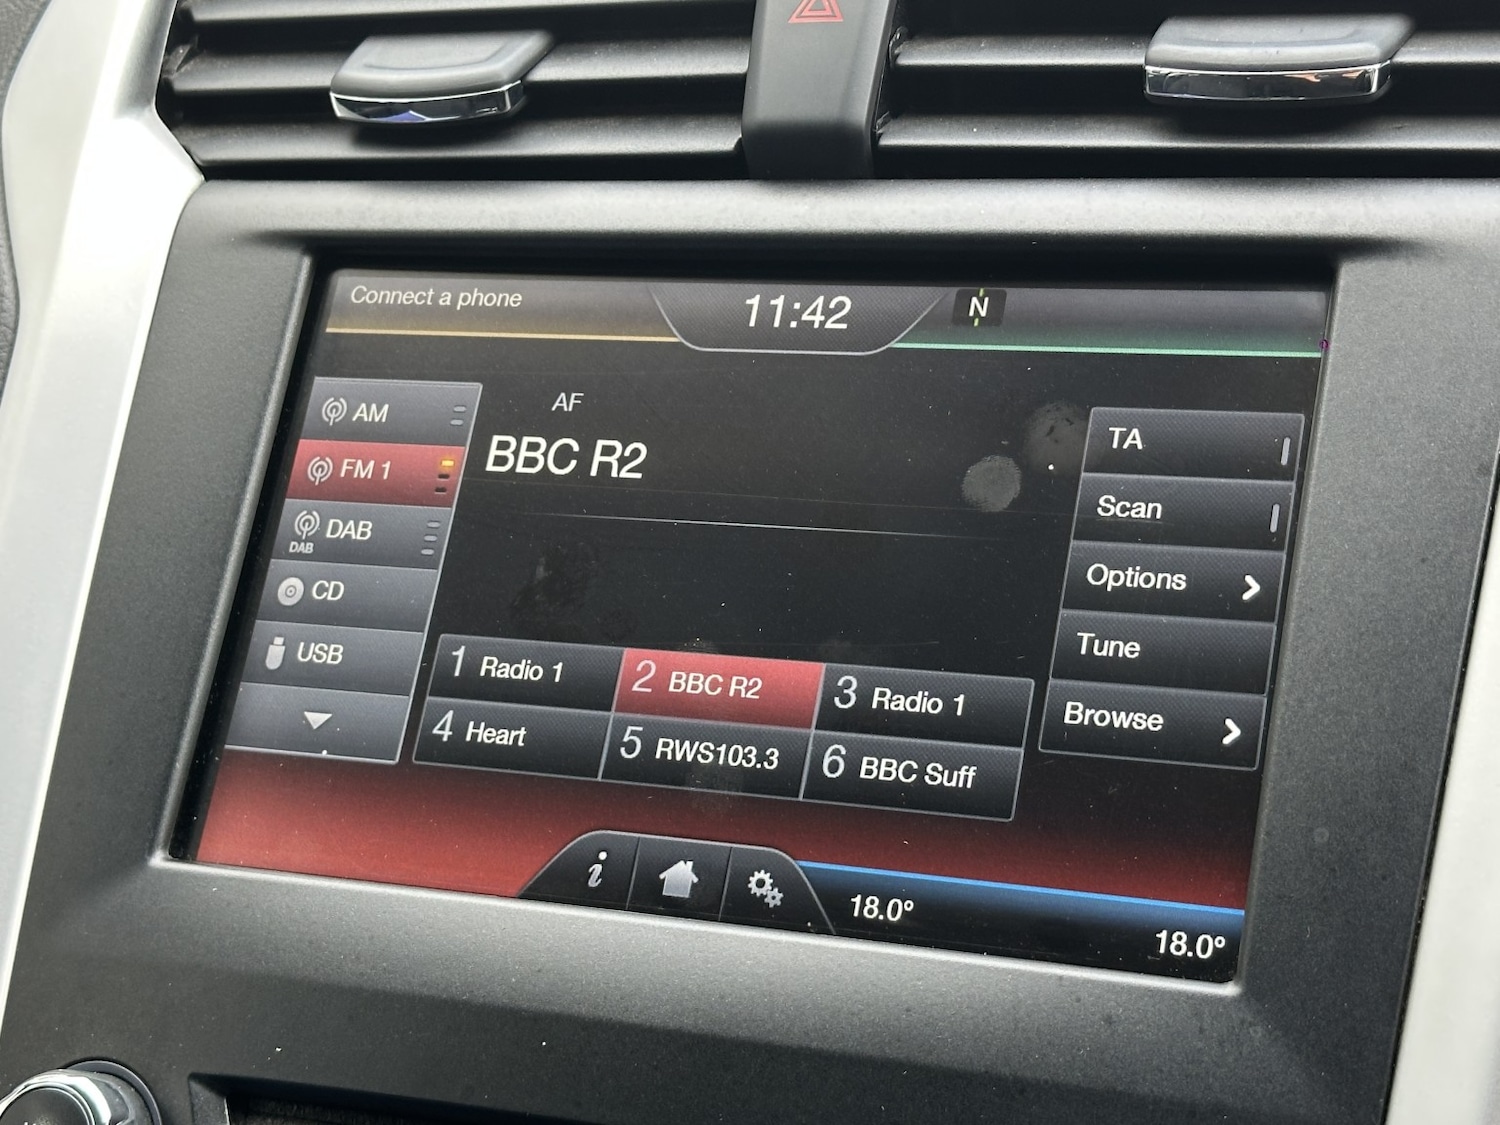 Connect a phone
11:42
N
AM
FM 1
DAB
DAB
CD
USB
AF
BBC R2
TA
Scan
Options
Tune
Browse
1 Radio 1
2 BBC R2
3 Radio 1
4 Heart
5 RWS103.3
6 BBC Suff
i
18.0°
18.0°